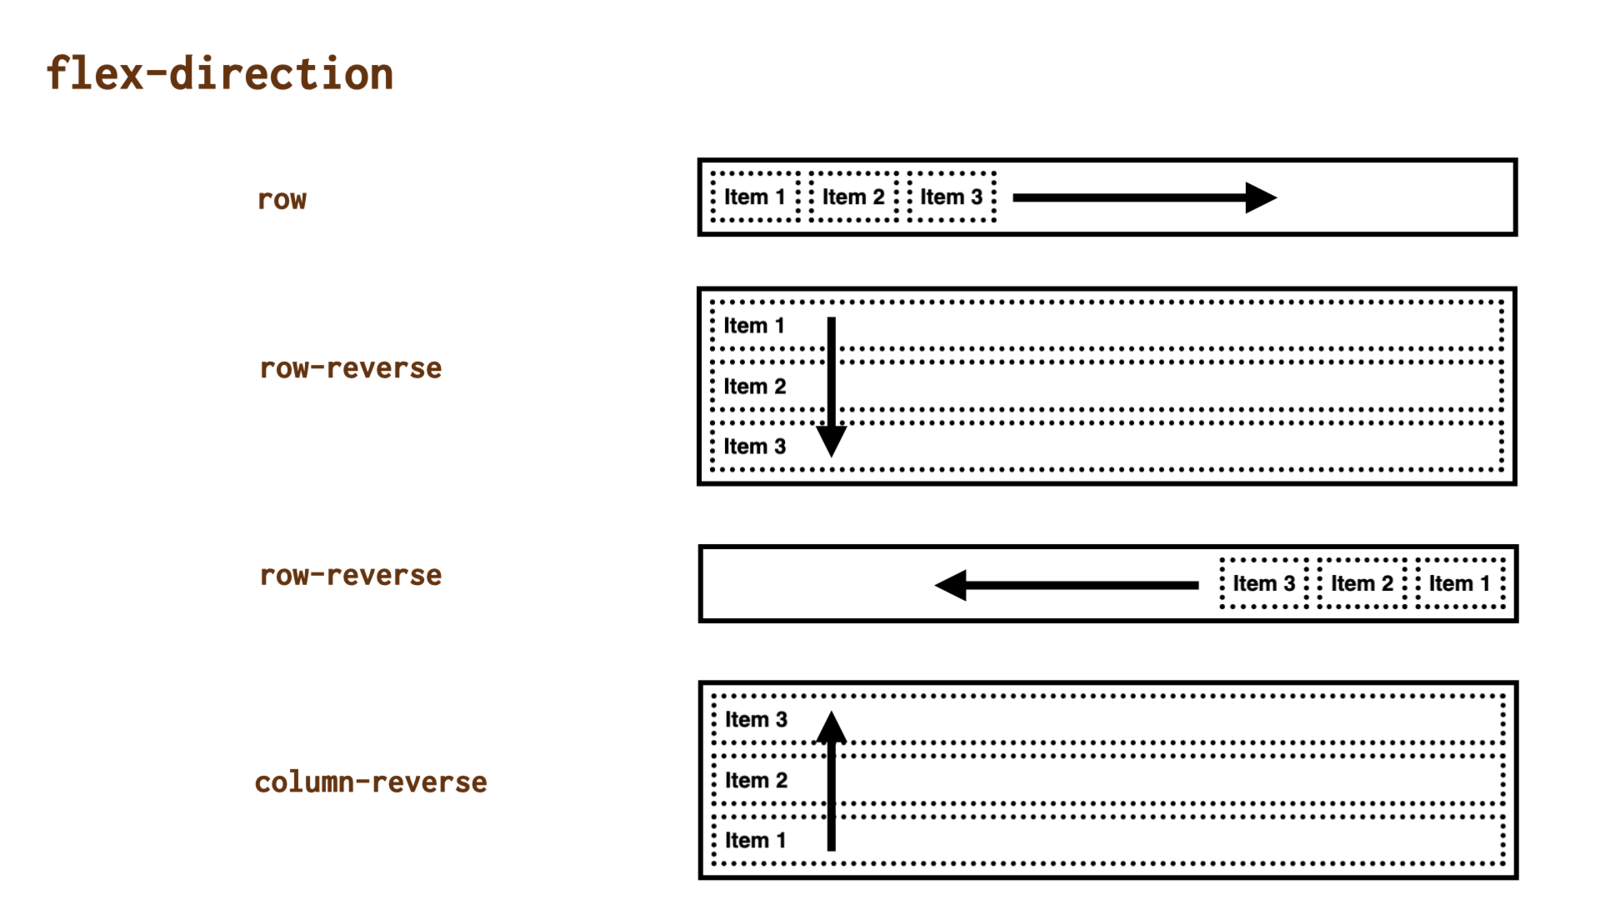 flex-direction
row
Item 1 Item 2 Item 3
row-reverse
Item 1
Item 2
Item 3
row-reverse
Item 3 Item 2 Item 1
column-reverse
Item 3
Item 2
Item 1